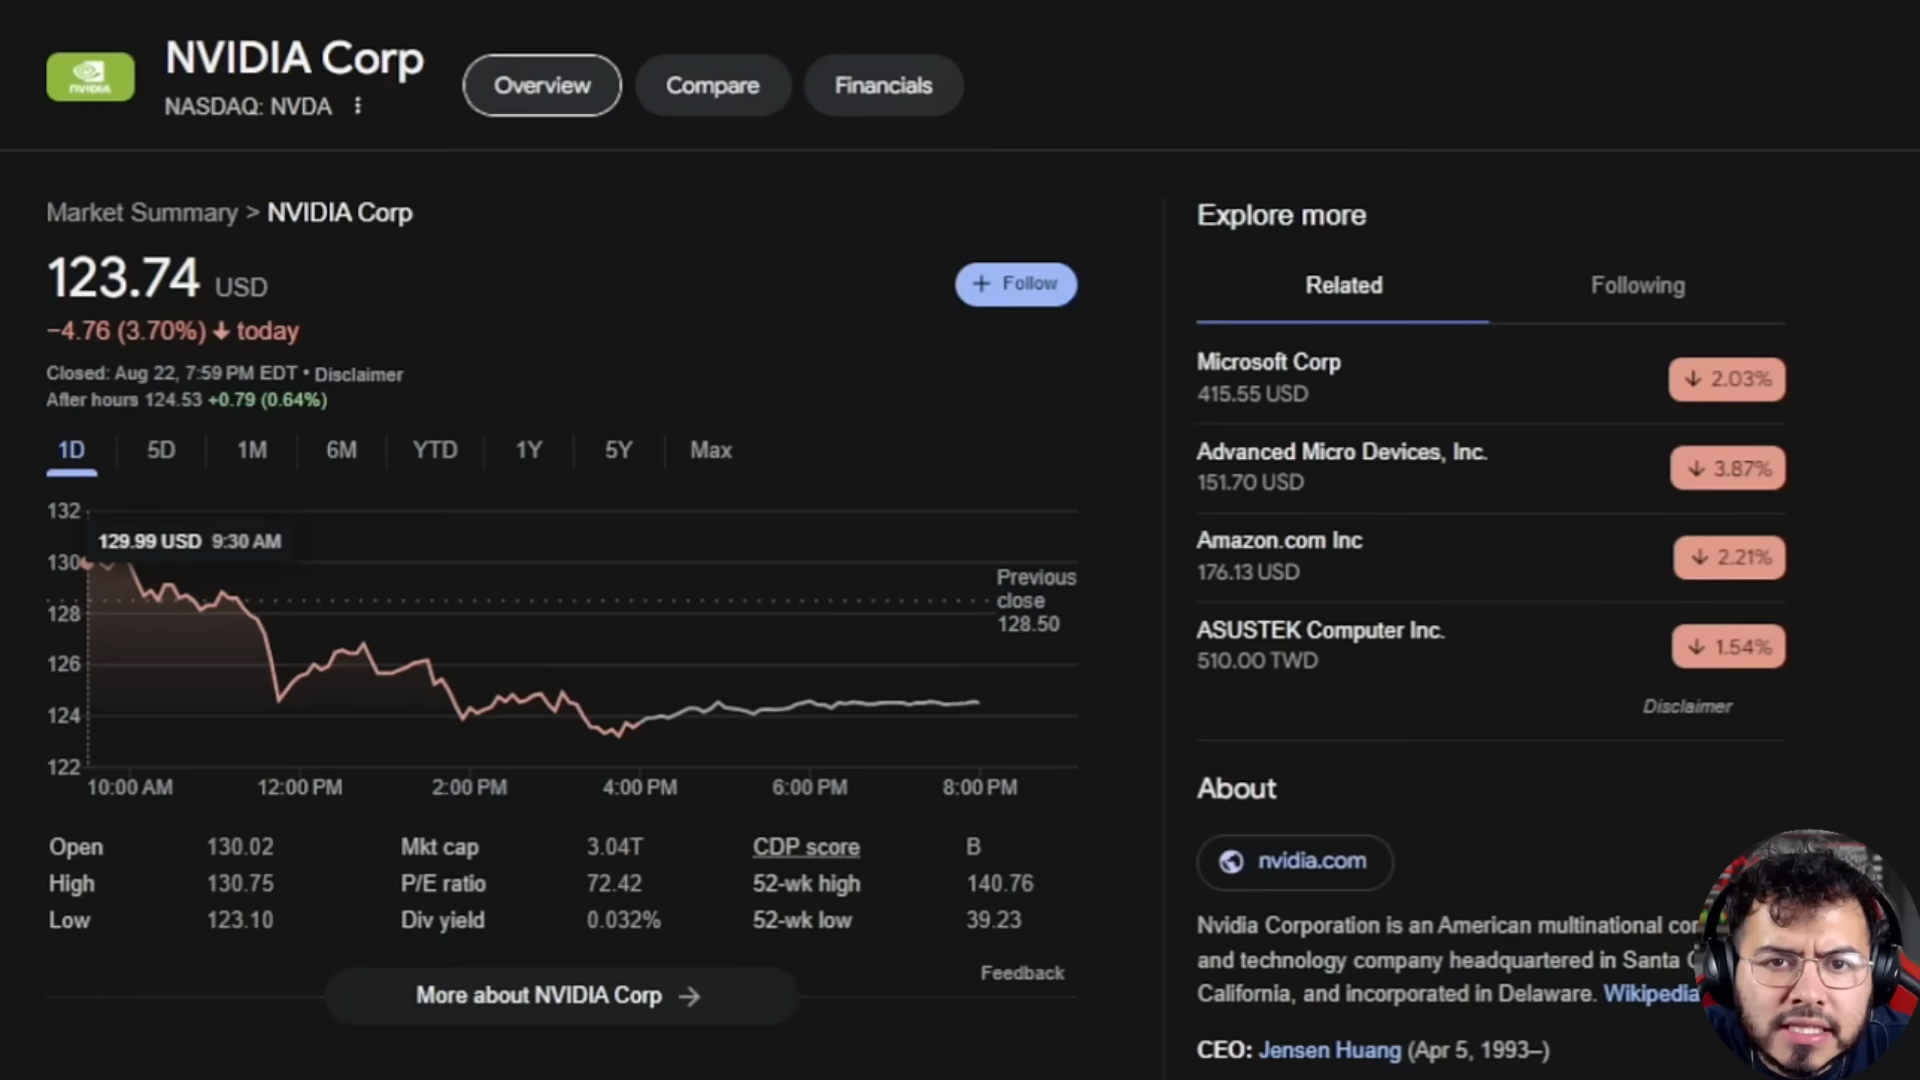 NVIDIA
NVIDIA Corp
NASDAQ: NVDA
Overview
Compare
Financials
Market Summary > NVIDIA Corp
123.74 USD
−4.76 (3.70%) ↓ today
Closed: Aug 22, 7:59 PM EDT • Disclaimer
After hours 124.53 +0.79 (0.64%)
+ Follow
1D 5D 1M 6M YTD 1Y 5Y Max
132
129.99 USD 9:30 AM
130
128
126
124
122
Previous
close
128.50
10:00 AM 12:00 PM 2:00 PM 4:00 PM 6:00 PM 8:00 PM
Open 130.02 Mkt cap 3.04T CDP score B
High 130.75 P/E ratio 72.42 52-wk high 140.76
Low 123.10 Div yield 0.032% 52-wk low 39.23
Feedback
More about NVIDIA Corp →
Explore more
Related Following
Microsoft Corp
415.55 USD
↓ 2.03%
Advanced Micro Devices, Inc.
151.70 USD
↓ 3.87%
Amazon.com Inc
176.13 USD
↓ 2.21%
ASUSTEK Computer Inc.
510.00 TWD
↓ 1.54%
Disclaimer
About
nvidia.com
Nvidia Corporation is an American multinational
and technology company headquartered in Santa
California, and incorporated in Delaware. Wikipedia
CEO: Jensen Huang (Apr 5, 1993–)